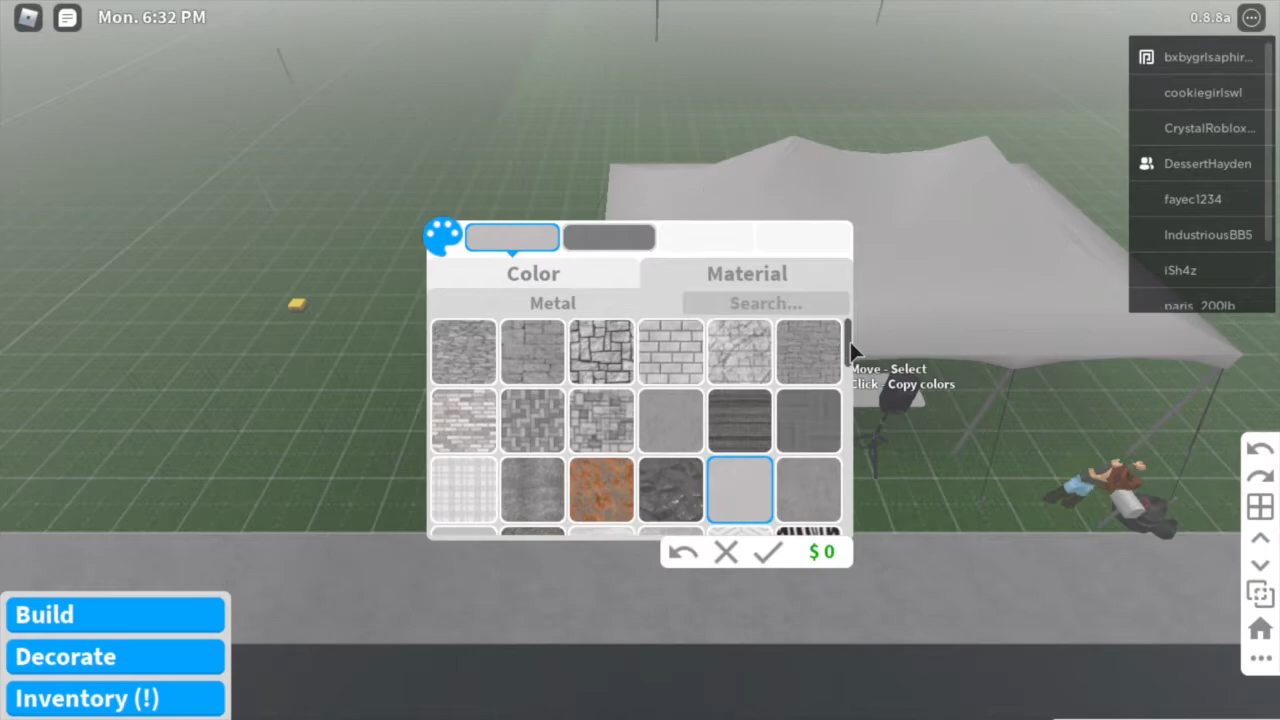 Mon. 6:32 PM
0.8.8a
bxbygrlsaphir...
cookiegirlswl
CrystalRoblox...
DessertHayden
fayec1234
IndustriousBB5
iSh4z
paris_200lb
Color
Material
Metal
Search...
Move - Select
Click - Copy colors
$ 0
Build
Decorate
Inventory (!)